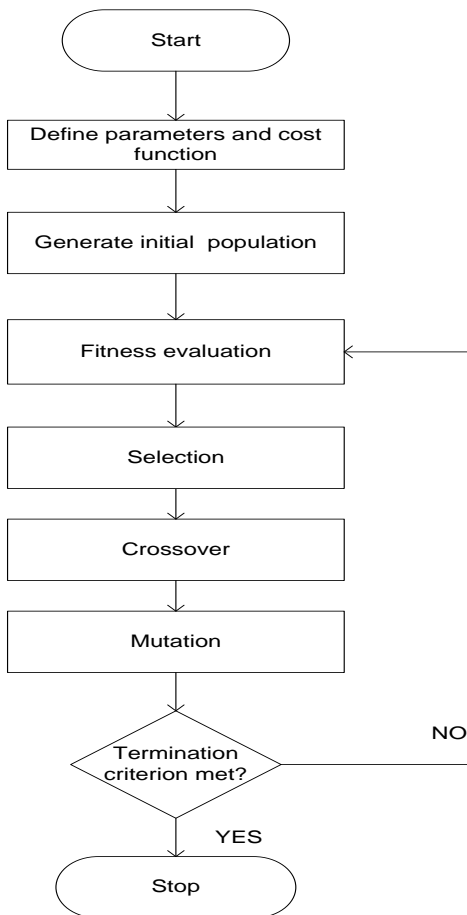 Start
Define parameters and cost
function
Generate initial population
Fitness evaluation
Selection
Crossover
Mutation
Termination
criterion met?
NO
YES
Stop